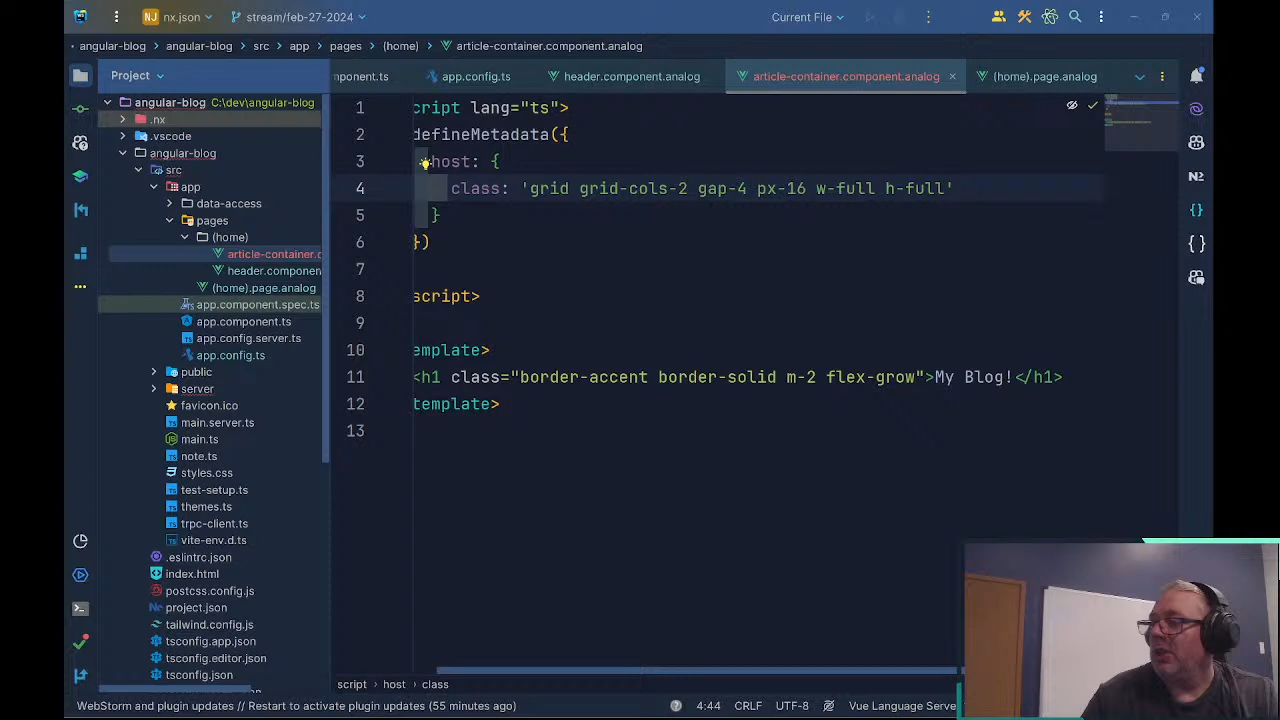 NJ nx.json
stream/feb-27-2024
Current File
angular-blog
angular-blog
src
app
pages
(home)
article-container.component.analog
Project
mponent.ts
app.config.ts
header.component.analog
article-container.component.analog
(home).page.analog
angular-blog C:\dev\angular-blog
.nx
.vscode
angular-blog
src
app
data-access
pages
(home)
article-container.c
header.componen
(home).page.analog
app.component.spec.ts
app.component.ts
app.config.server.ts
app.config.ts
public
server
favicon.ico
main.server.ts
main.ts
note.ts
styles.css
test-setup.ts
themes.ts
trpc-client.ts
vite-env.d.ts
.eslintrc.json
index.html
postcss.config.js
project.json
tailwind.config.js
tsconfig.app.json
tsconfig.editor.json
tsconfig.json
1 cript lang="ts">
2 defineMetadata({
3 host: {
4 class: 'grid grid-cols-2 gap-4 px-16 w-full h-full'
5 }
6 })
7
8 script>
9
10 emplate>
11 <h1 class="border-accent border-solid m-2 flex-grow">My Blog!</h1>
12 template>
13
N2
script
host
class
WebStorm and plugin updates // Restart to activate plugin updates (55 minutes ago)
4:44
CRLF
UTF-8
Vue Language Serv